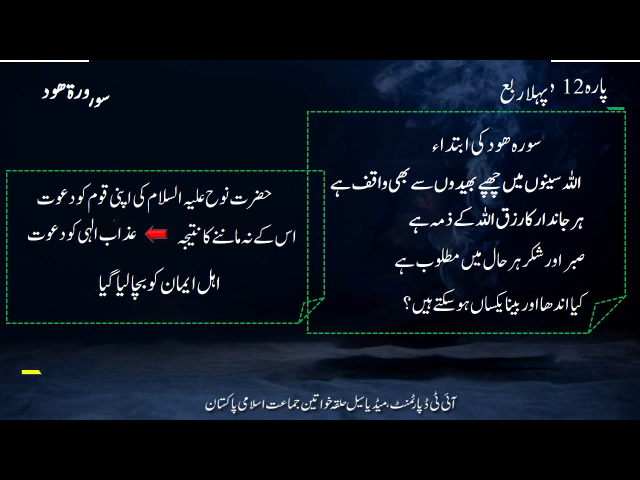 پارہ 12 ، پہلا ربع
سورۃ ھود
سورہ ھود کی ابتداء
اللہ سینوں میں چھپے بھیدوں سے بھی واقف ہے
ہر جاندار کا رزق اللہ کے ذمہ ہے
صبر اور شکر ہر حال میں مطلوب ہے
کیا اندھا اور بینا یکساں ہو سکتے ہیں؟
حضرت نوح علیہ السلام کی اپنی قوم کو دعوت
اس کے نہ ماننے کا نتیجہ عذاب الٰہی کو دعوت
اہل ایمان کو بچا لیا گیا
آئی ٹی ڈپارٹمنٹ، میڈیا سیل حلقہ خواتین جماعت اسلامی پاکستان